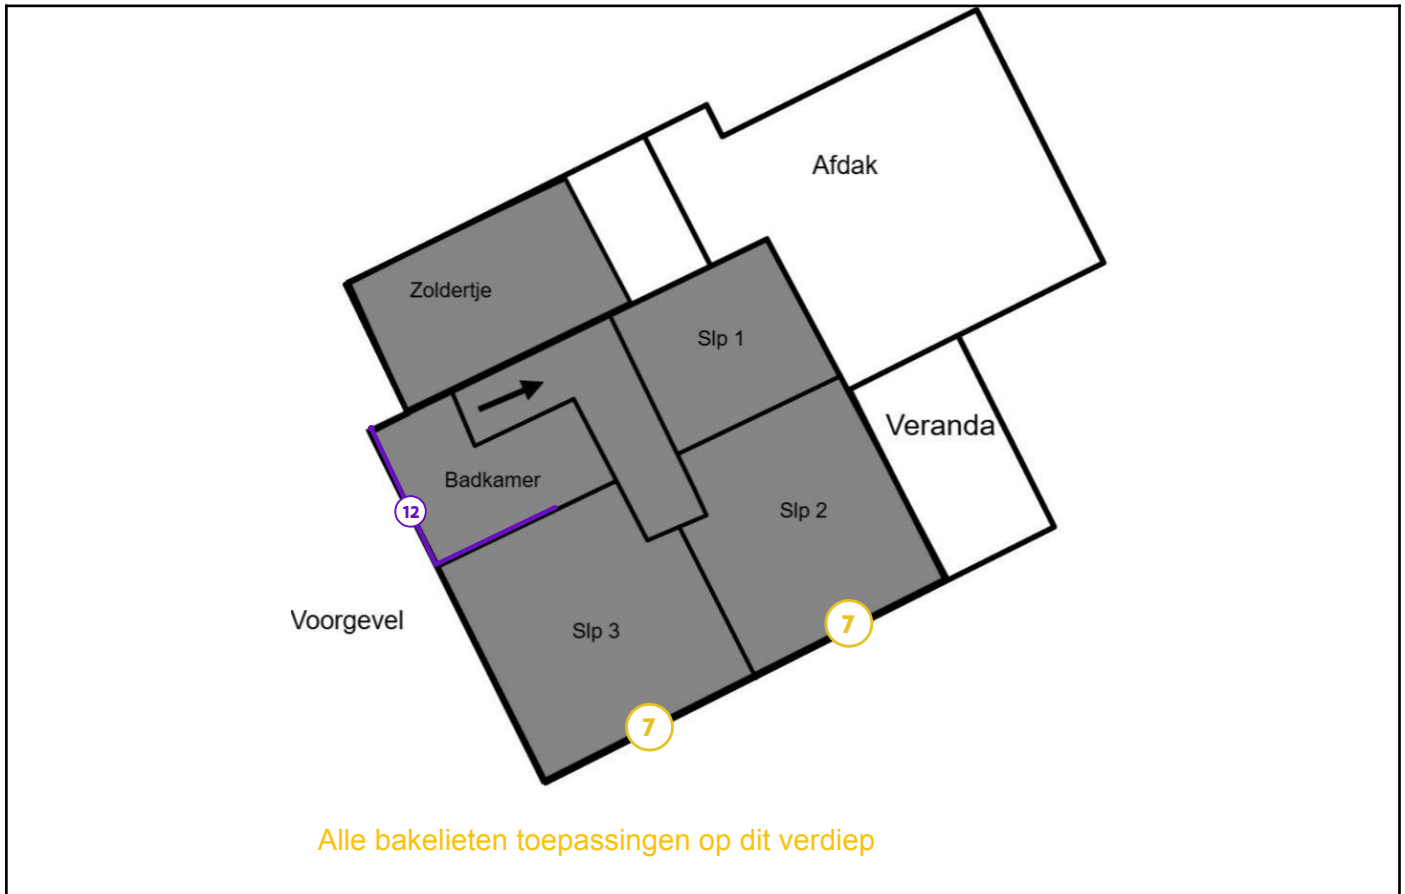 Afdak
Zoldertje
Slp 1
Veranda
Badkamer
12
Slp 2
Voorgevel
Slp 3
7
7
Alle bakelieten toepassingen op dit verdiep